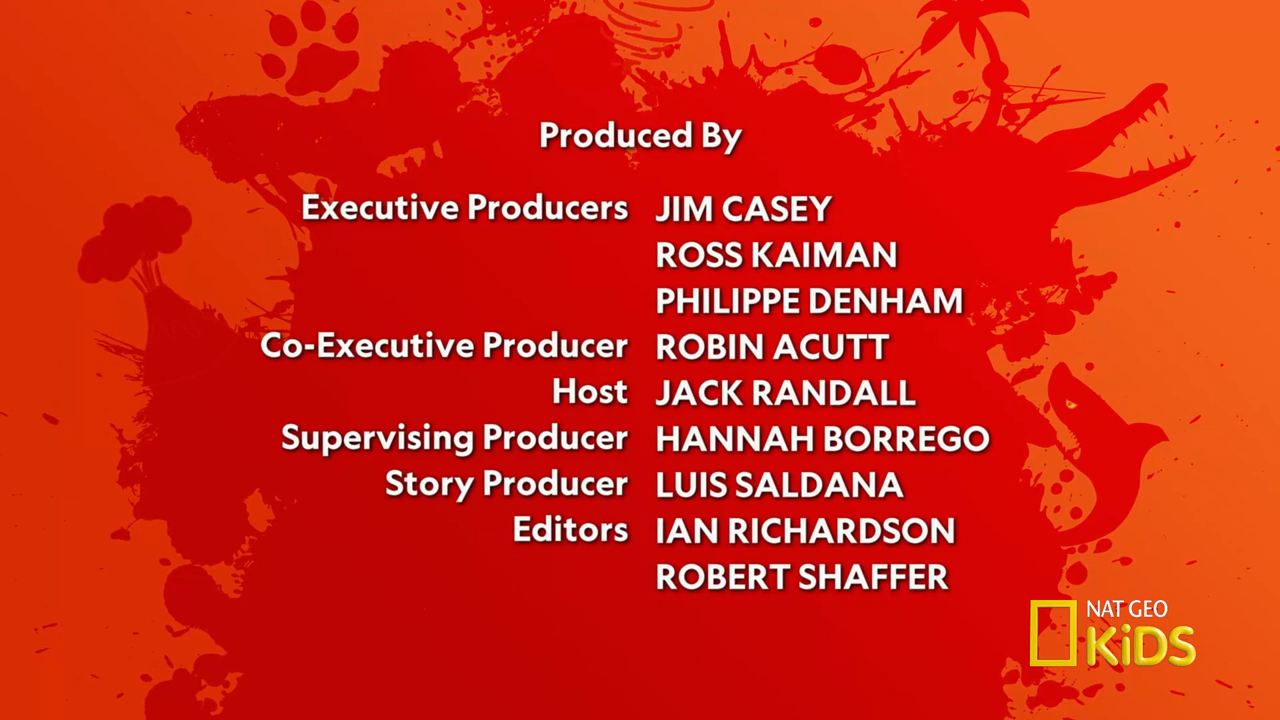 Produced By
Executive Producers JIM CASEY
ROSS KAIMAN
PHILIPPE DENHAM
Co-Executive Producer ROBIN ACUTT
Host JACK RANDALL
Supervising Producer HANNAH BORREGO
Story Producer LUIS SALDANA
Editors IAN RICHARDSON
ROBERT SHAFFER
NAT GEO
KiDS